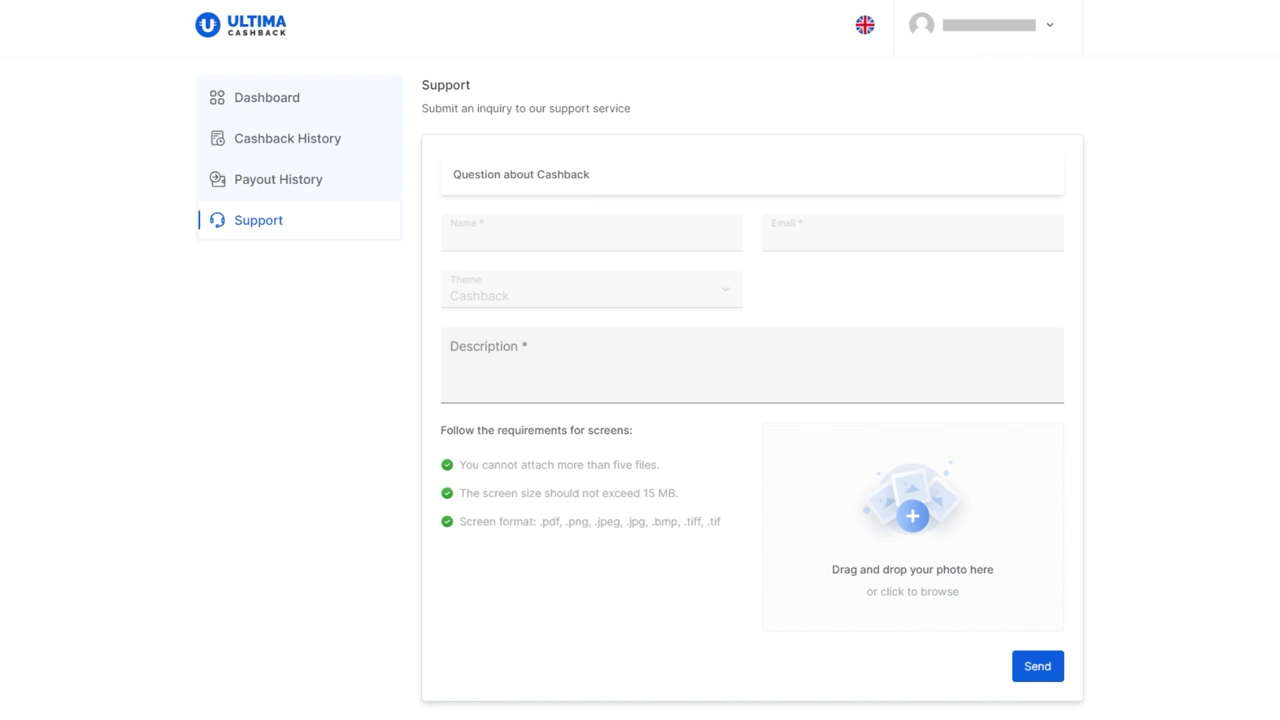 ULTIMA
CASHBACK
Dashboard
Cashback History
Payout History
Support
Support
Submit an inquiry to our support service
Question about Cashback
Name *
Email *
Theme
Cashback
Description *
Follow the requirements for screens:
You cannot attach more than five files.
The screen size should not exceed 15 MB.
Screen format: .pdf, .png, .jpeg, .jpg, .bmp, .tiff, .tif
Drag and drop your photo here
or click to browse
Send